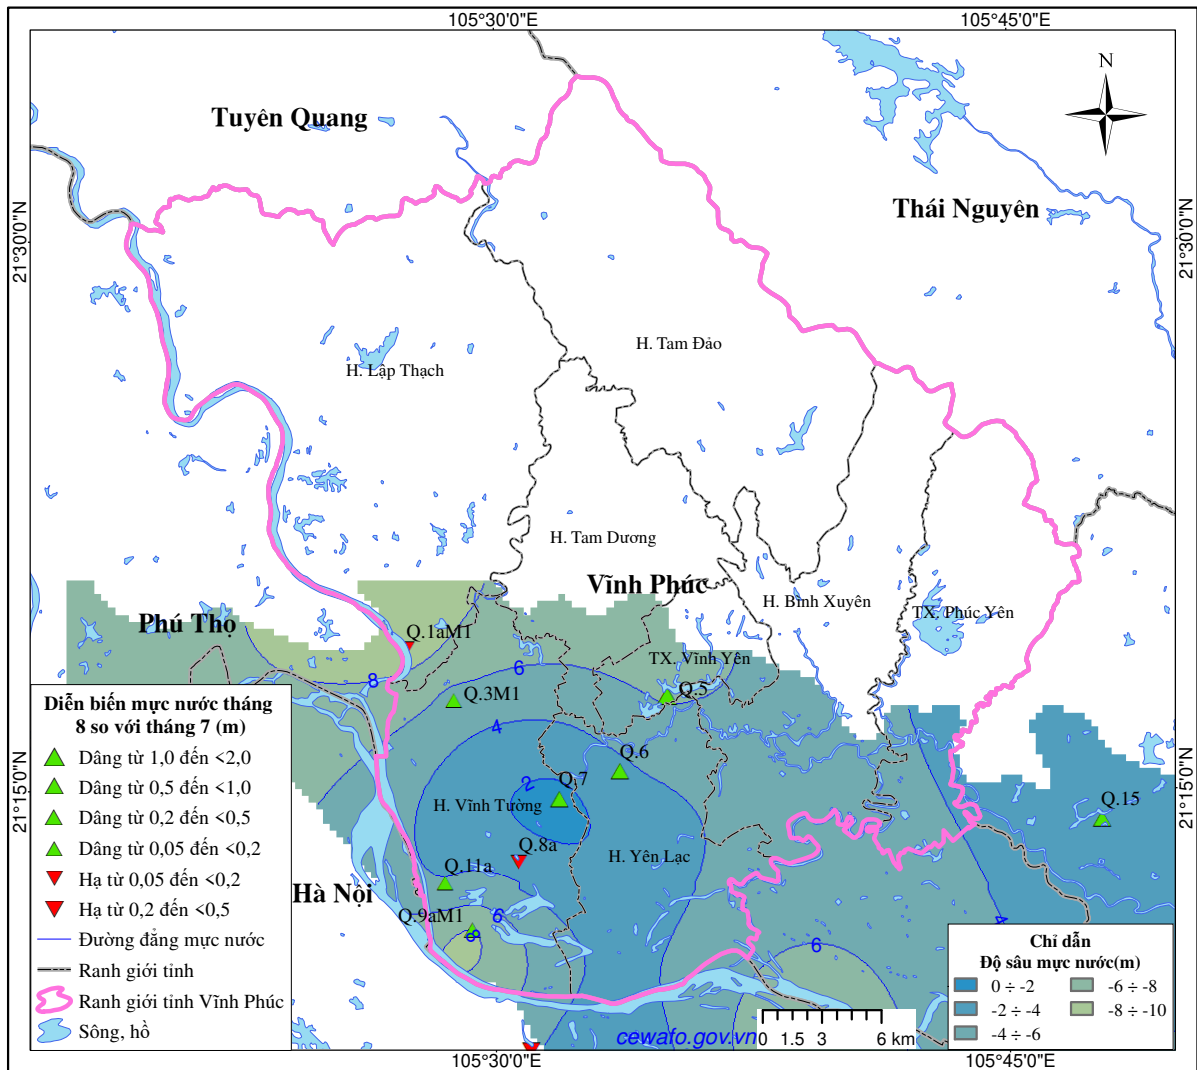 105°30'0"E
105°45'0"E
N
Tuyên Quang
Thái Nguyên
21°30'0"N
21°30'0"N
H. Tam Đảo
H. Lập Thạch
H. Tam Dương
Vĩnh Phúc
H. Bình Xuyên
TX. Phúc Yên
Phú Thọ
Q.1aM1
TX. Vĩnh Yên
6
8
Q.3M1
Q.5
4
Q.6
Q.7
2
H. Vĩnh Tường
21°15'0"N
21°15'0"N
Q.15
Q.8a
H. Yên Lạc
Q.11a
Hà Nội
Q.9aM1
6
8
4
6
Diễn biến mực nước tháng
8 so với tháng 7 (m)
Dâng từ 1,0 đến <2,0
Dâng từ 0,5 đến <1,0
Dâng từ 0,2 đến <0,5
Dâng từ 0,05 đến <0,2
Hạ từ 0,05 đến <0,2
Hạ từ 0,2 đến <0,5
Đường đẳng mực nước
Ranh giới tỉnh
Ranh giới tỉnh Vĩnh Phúc
Sông, hồ
Chỉ dẫn
Độ sâu mực nước(m)
0 ÷ -2
-2 ÷ -4
-4 ÷ -6
-6 ÷ -8
-8 ÷ -10
cewafo.gov.vn
0 1.5 3 6 km
105°30'0"E
105°45'0"E